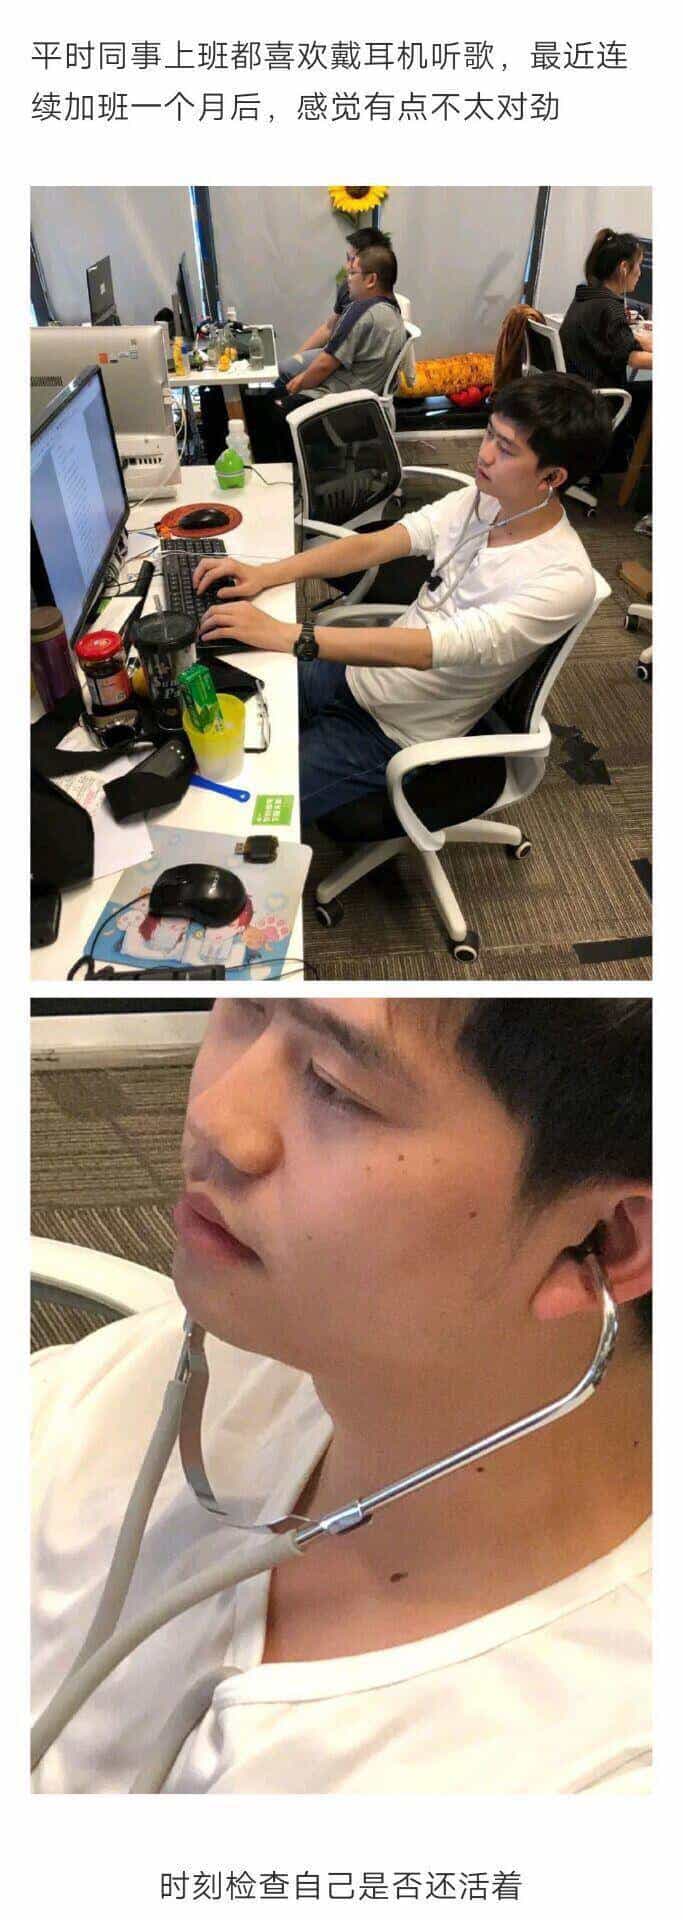 平时同事上班都喜欢戴耳机听歌，最近连
续加班一个月后，感觉有点不太对劲
时刻检查自己是否还活着